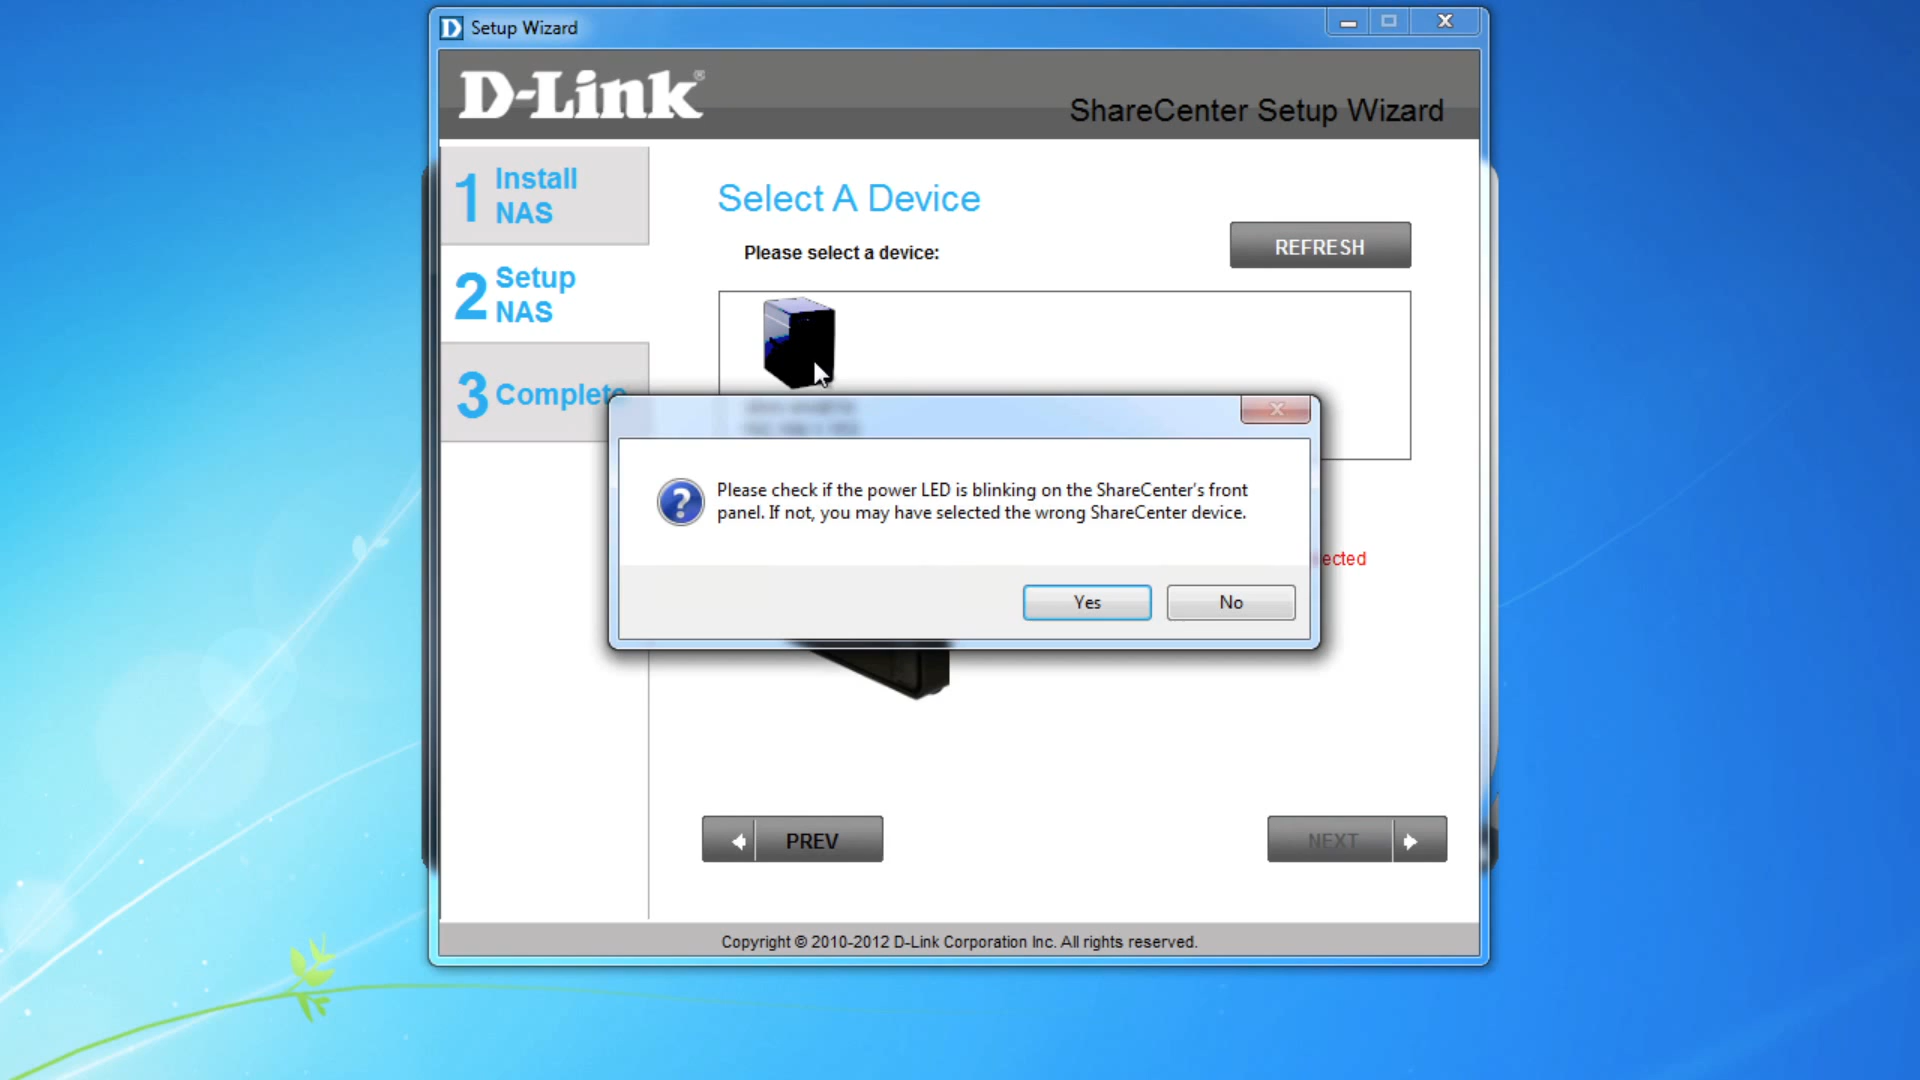 Setup Wizard
D-Link®
ShareCenter Setup Wizard
1 Install
NAS
2 Setup
NAS
3 Complete
Select A Device
Please select a device:
REFRESH
Please check if the power LED is blinking on the ShareCenter's front
panel. If not, you may have selected the wrong ShareCenter device.
ected
Yes
No
PREV
NEXT
Copyright © 2010-2012 D-Link Corporation Inc. All rights reserved.